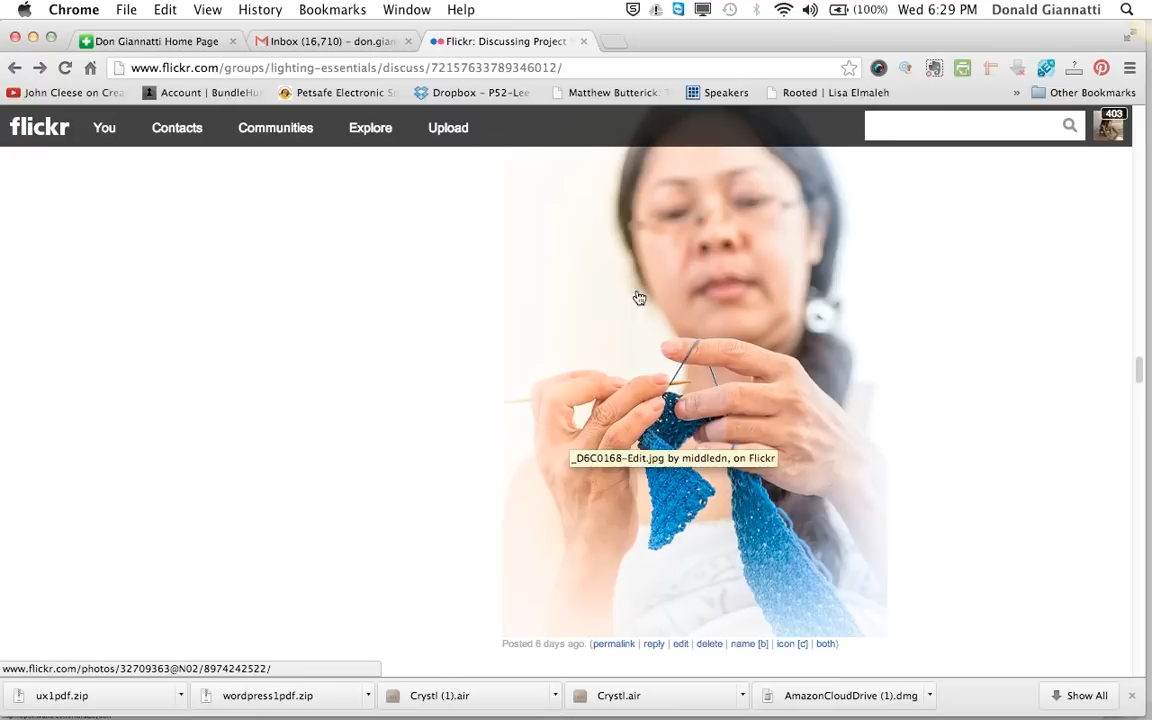 Chrome File Edit View History Bookmarks Window Help (100%) Wed 6:29 PM Donald Giannatti
Don Giannatti Home Page Inbox (16,710) – don.gian Flickr: Discussing Project
www.flickr.com/groups/lighting-essentials/discuss/72157633789346012/
John Cleese on Crea Account | BundleHun Petsafe Electronic Sm Dropbox – P52-Lee Matthew Butterick: Speakers Rooted | Lisa Elmaleh » Other Bookmarks
flickr You Contacts Communities Explore Upload 403
_D6C0168-Edit.jpg by middledn, on Flickr
Posted 6 days ago. (permalink | reply | edit | delete | name [b] | icon [c] | both)
www.flickr.com/photos/32709363@N02/8974242522/
ux1pdf.zip wordpress1pdf.zip Crystl (1).air Crystl.air AmazonCloudDrive (1).dmg Show All